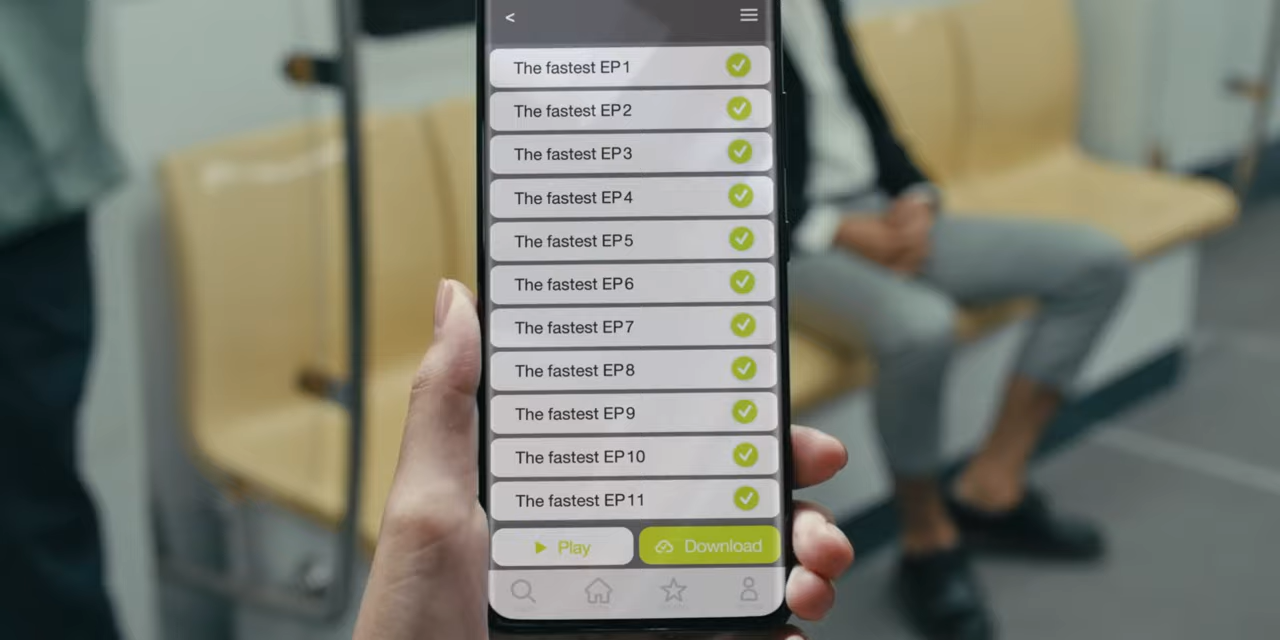 <
The fastest EP1
The fastest EP2
The fastest EP3
The fastest EP4
The fastest EP5
The fastest EP6
The fastest EP7
The fastest EP8
The fastest EP9
The fastest EP10
The fastest EP11
Play
Download